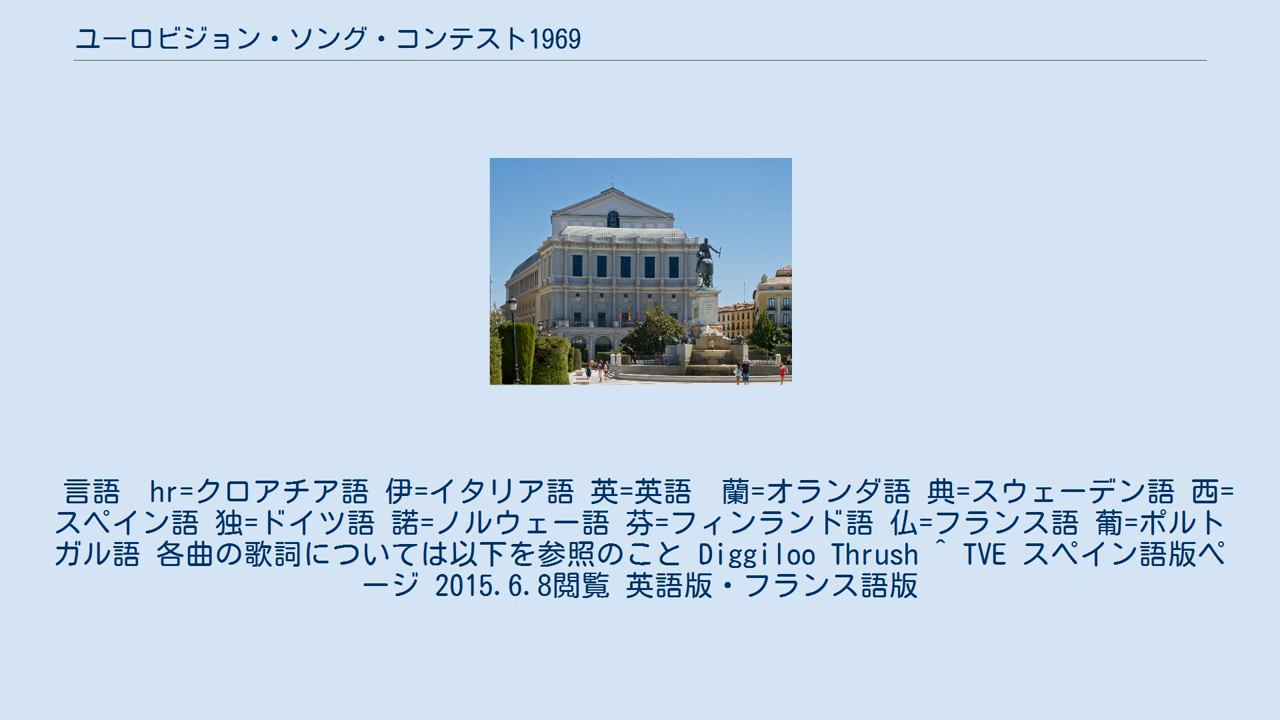 ユーロビジョン・ソング・コンテスト1969
言語　hr=クロアチア語 伊=イタリア語 英=英語　蘭=オランダ語 典=スウェーデン語 西=
スペイン語 独=ドイツ語 諾=ノルウェー語 芬=フィンランド語 仏=フランス語 葡=ポルト
ガル語 各曲の歌詞については以下を参照のこと Diggiloo Thrush ^ TVE スペイン語版ペ
ージ 2015.6.8閲覧 英語版・フランス語版